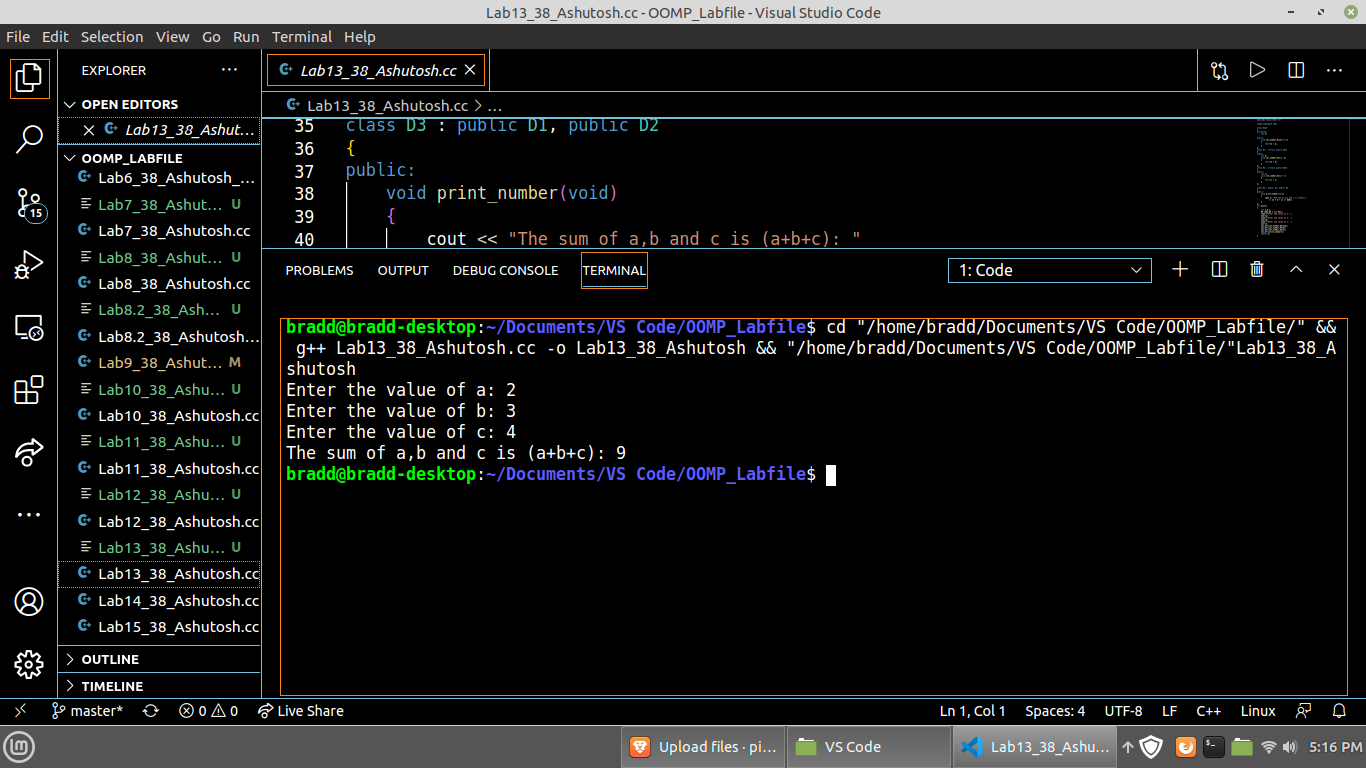 Lab13_38_Ashutosh.cc - OOMP_Labfile - Visual Studio Code
File Edit Selection View Go Run Terminal Help
EXPLORER ...
OPEN EDITORS
Lab13_38_Ashut...
OOMP_LABFILE
Lab6_38_Ashutosh_...
Lab7_38_Ashut... U
Lab7_38_Ashutosh.cc
Lab8_38_Ashut... U
Lab8_38_Ashutosh.cc
Lab8.2_38_Ash... U
Lab8.2_38_Ashutosh...
Lab9_38_Ashut... M
Lab10_38_Ashu... U
Lab10_38_Ashutosh.cc
Lab11_38_Ashu... U
Lab11_38_Ashutosh.cc
Lab12_38_Ashu... U
Lab12_38_Ashutosh.cc
Lab13_38_Ashu... U
Lab13_38_Ashutosh.cc
Lab14_38_Ashutosh.cc
Lab15_38_Ashutosh.cc
OUTLINE
TIMELINE
15
Lab13_38_Ashutosh.cc
Lab13_38_Ashutosh.cc > ...
35 class D3 : public D1, public D2
36 {
37 public:
38 void print_number(void)
39 {
40 cout << "The sum of a,b and c is (a+b+c): "
PROBLEMS OUTPUT DEBUG CONSOLE TERMINAL 1: Code
bradd@bradd-desktop:~/Documents/VS Code/OOMP_Labfile$ cd "/home/bradd/Documents/VS Code/OOMP_Labfile/" &&
g++ Lab13_38_Ashutosh.cc -o Lab13_38_Ashutosh && "/home/bradd/Documents/VS Code/OOMP_Labfile/"Lab13_38_A
shutosh
Enter the value of a: 2
Enter the value of b: 3
Enter the value of c: 4
The sum of a,b and c is (a+b+c): 9
bradd@bradd-desktop:~/Documents/VS Code/OOMP_Labfile$
master* 0 0 Live Share Ln 1, Col 1 Spaces: 4 UTF-8 LF C++ Linux
Upload files · pi... VS Code Lab13_38_Ashu... 5:16 PM